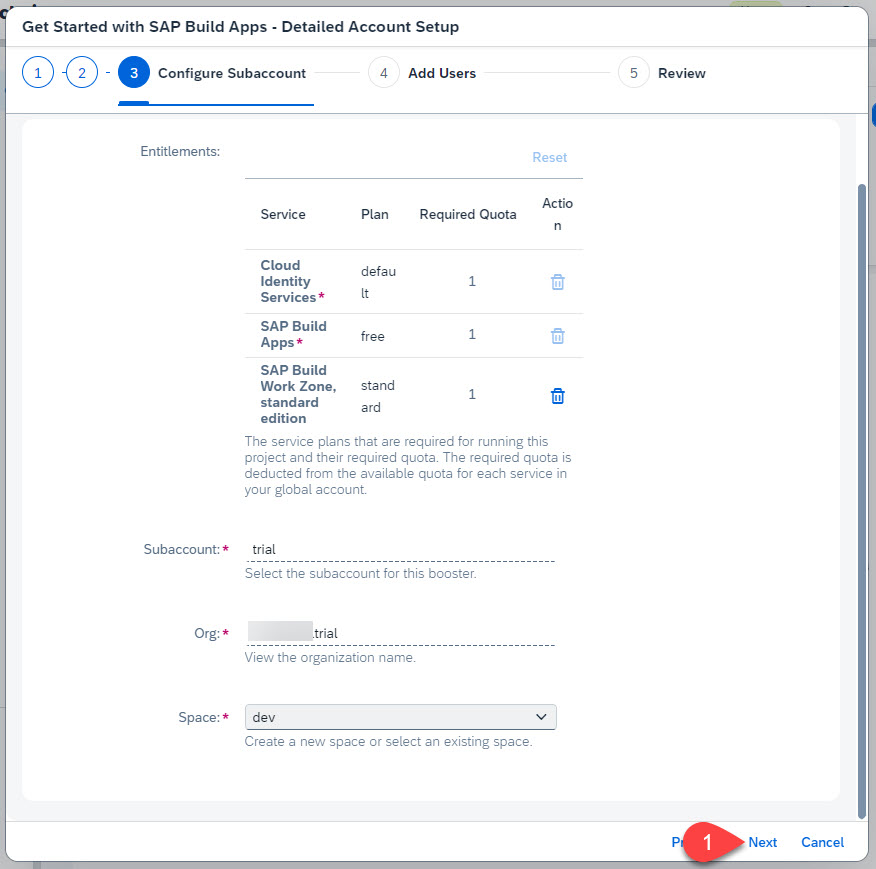 Get Started with SAP Build Apps - Detailed Account Setup
1 2 3 Configure Subaccount 4 Add Users 5 Review
Entitlements:
Reset
Service Plan Required Quota Actio
n
Cloud
Identity
Services*
defau
lt
1
SAP Build
Apps*
free
1
SAP Build
Work Zone,
standard
edition
stand
ard
1
The service plans that are required for running this
project and their required quota. The required quota is
deducted from the available quota for each service in
your global account.
Subaccount:* trial
Select the subaccount for this booster.
Org:* trial
View the organization name.
Space:* dev
Create a new space or select an existing space.
1 Next Cancel